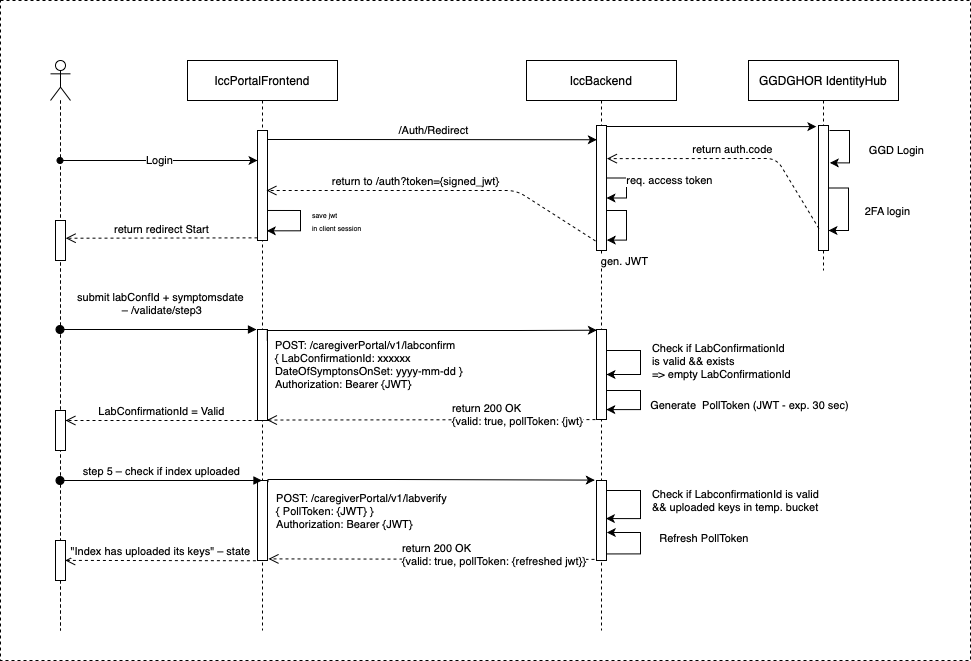 IccPortalFrontend
IccBackend
GGDGHOR IdentityHub
/Auth/Redirect
Login
return auth.code
GGD Login
return to /auth?token={signed_jwt}
req. access token
2FA login
save jwt
in client session
return redirect Start
gen. JWT
submit labConfId + symptomsdate
– /validate/step3
POST: /caregiverPortal/v1/labconfirm
{ LabConfirmationId: xxxxxx
DateOfSymptomsOnSet: yyyy-mm-dd }
Authorization: Bearer {JWT}
Check if LabConfirmationId
is valid && exists
=> empty LabConfirmationId
Generate PollToken (JWT - exp. 30 sec)
LabConfirmationId = Valid
return 200 OK
{valid: true, pollToken: {jwt}
step 5 – check if index uploaded
POST: /caregiverPortal/v1/labverify
{ PollToken: {JWT} }
Authorization: Bearer {JWT}
Check if LabconfirmationId is valid
&& uploaded keys in temp. bucket
Refresh PollToken
"Index has uploaded its keys" – state
return 200 OK
{valid: true, pollToken: {refreshed jwt}}